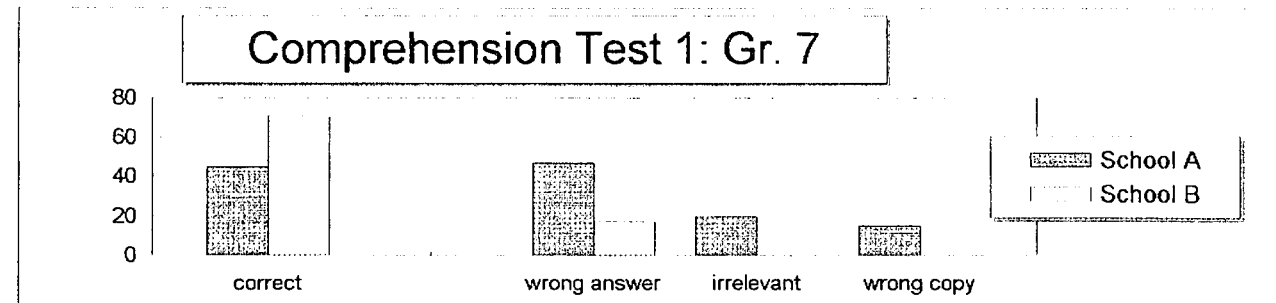 Comprehension Test 1: Gr. 7
80
60
40
20
0
correct
wrong answer
irrelevant
wrong copy
School A
School B